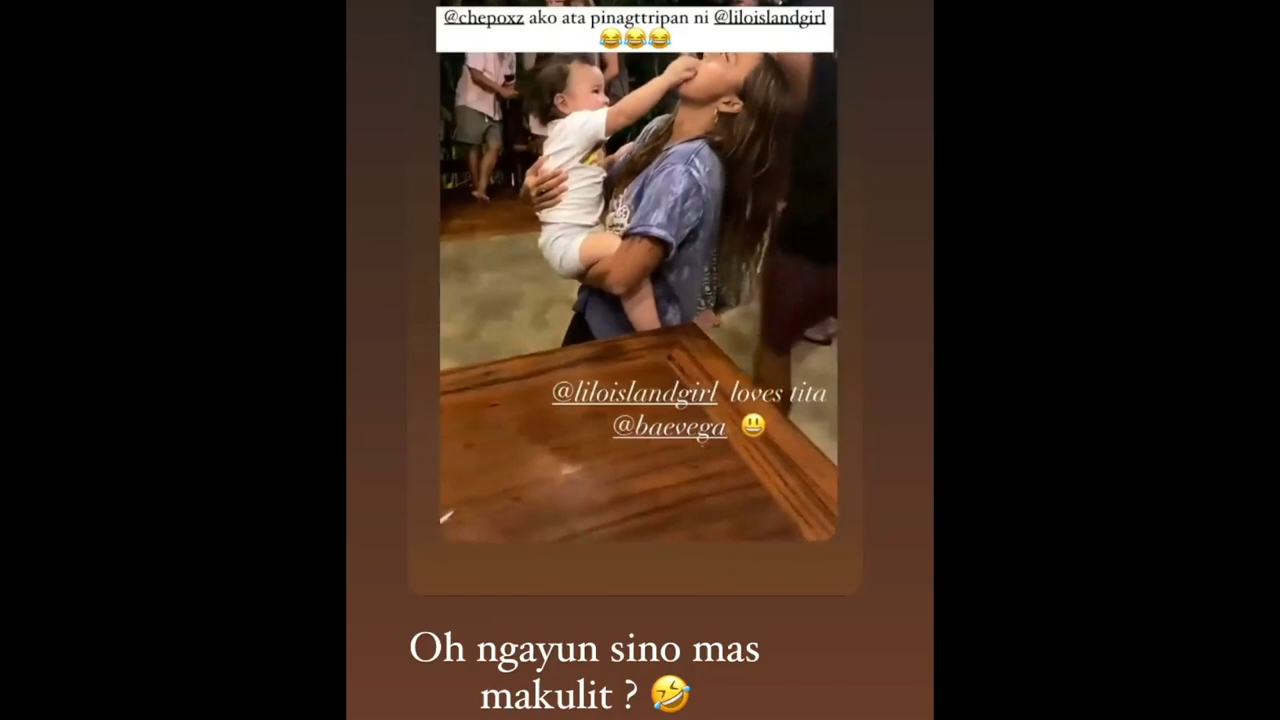 @chepoxz ako ata pinagttripan ni @liloislandgirl
😂😂😂
@liloislandgirl loves tita
@baevega 😃
Oh ngayun sino mas
makulit ? 🤣